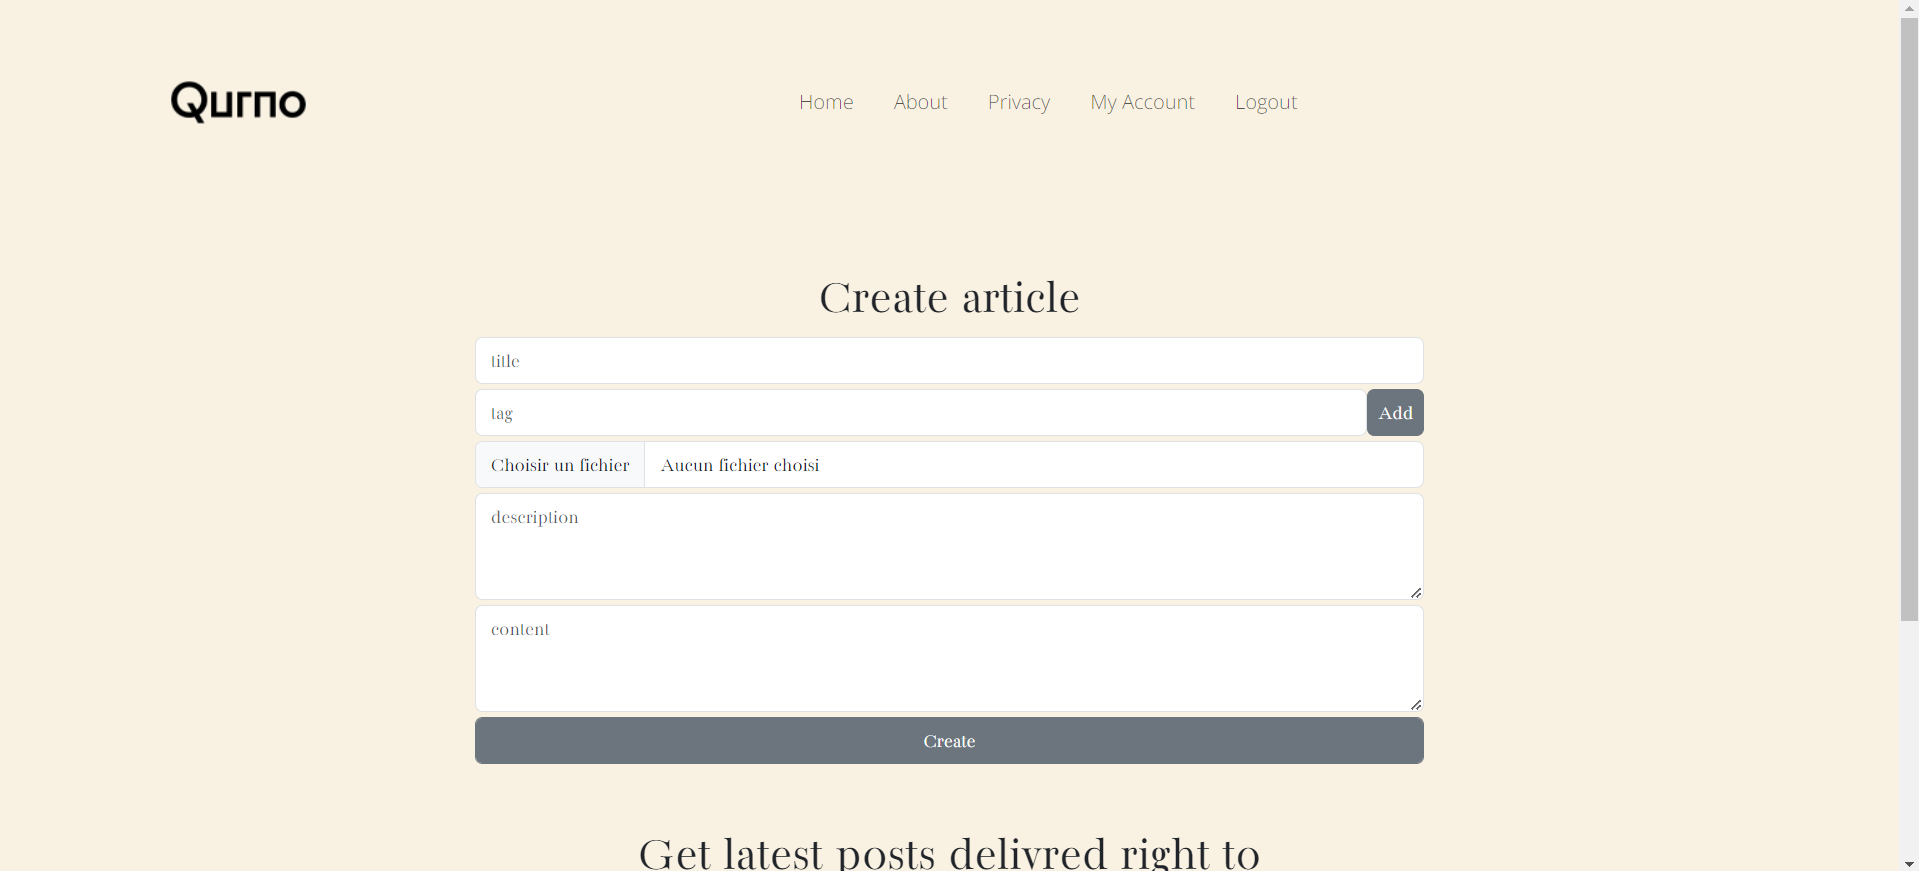 Qurno
Home About Privacy My Account Logout
Create article
title
tag Add
Choisir un fichier Aucun fichier choisi
description
content
Create
Get latest posts delivred right to